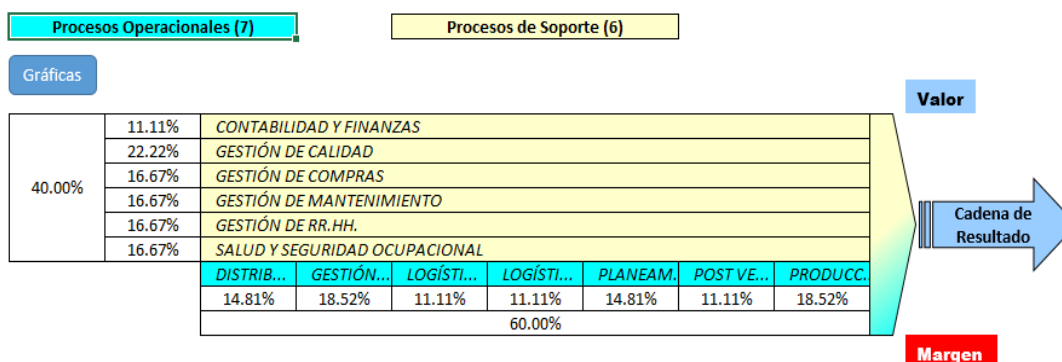 Procesos Operacionales (7)
Procesos de Soporte (6)
Gráficas
Valor
40.00%
11.11% CONTABILIDAD Y FINANZAS
22.22% GESTIÓN DE CALIDAD
16.67% GESTIÓN DE COMPRAS
16.67% GESTIÓN DE MANTENIMIENTO
16.67% GESTIÓN DE RR.HH.
16.67% SALUD Y SEGURIDAD OCUPACIONAL
Cadena de
Resultado
DISTRIB... GESTIÓN... LOGÍSTI... LOGÍSTI... PLANEAM. POST VE... PRODUCC..
14.81% 18.52% 11.11% 11.11% 14.81% 11.11% 18.52%
60.00%
Margen